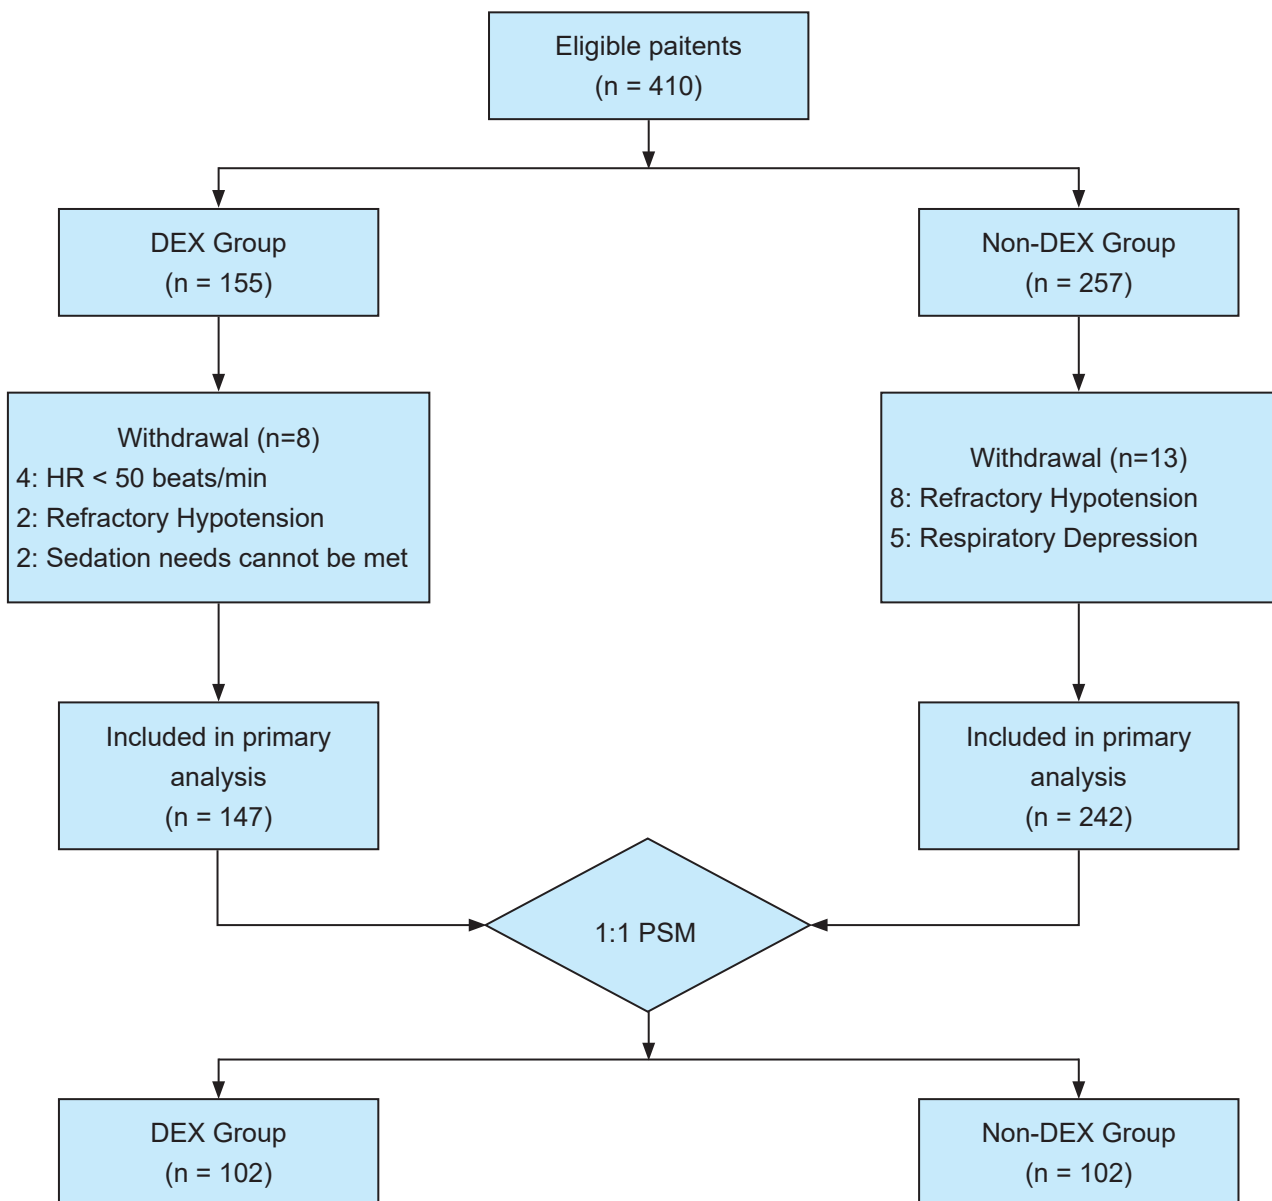 Eligible paitents
(n = 410)
DEX Group
(n = 155)
Non-DEX Group
(n = 257)
Withdrawal (n=8)
4: HR < 50 beats/min
2: Refractory Hypotension
2: Sedation needs cannot be met
Withdrawal (n=13)
8: Refractory Hypotension
5: Respiratory Depression
Included in primary
analysis
(n = 147)
Included in primary
analysis
(n = 242)
1:1 PSM
DEX Group
(n = 102)
Non-DEX Group
(n = 102)